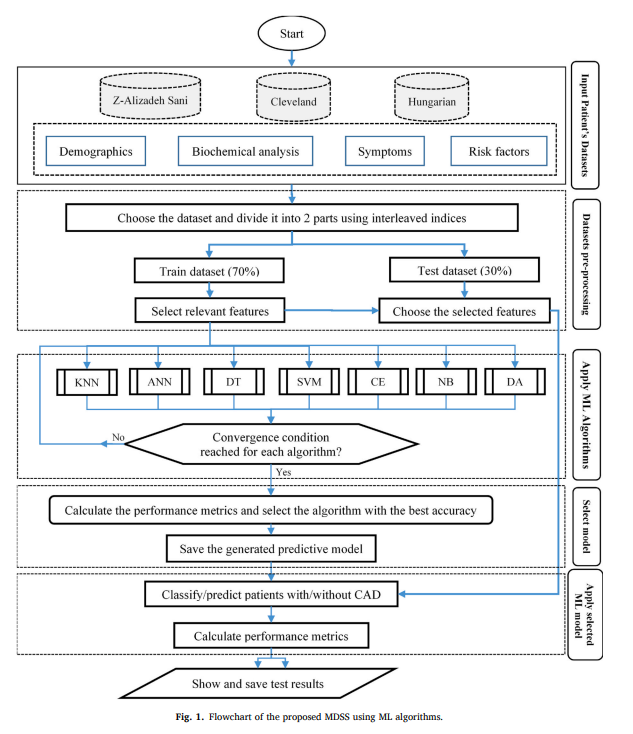 Start
Z-Alizadeh Sani
Cleveland
Hungarian
Demographics
Biochemical analysis
Symptoms
Risk factors
Input Patient's Datasets
Choose the dataset and divide it into 2 parts using interleaved indices
Train dataset (70%)
Test dataset (30%)
Select relevant features
Choose the selected features
Datasets pre-processing
KNN
ANN
DT
SVM
CE
NB
DA
No
Convergence condition
reached for each algorithm?
Yes
Apply ML Algorithms
Calculate the performance metrics and select the algorithm with the best accuracy
Save the generated predictive model
Select model
Classify/predict patients with/without CAD
Calculate performance metrics
Apply selected
ML model
Show and save test results
Fig. 1. Flowchart of the proposed MDSS using ML algorithms.